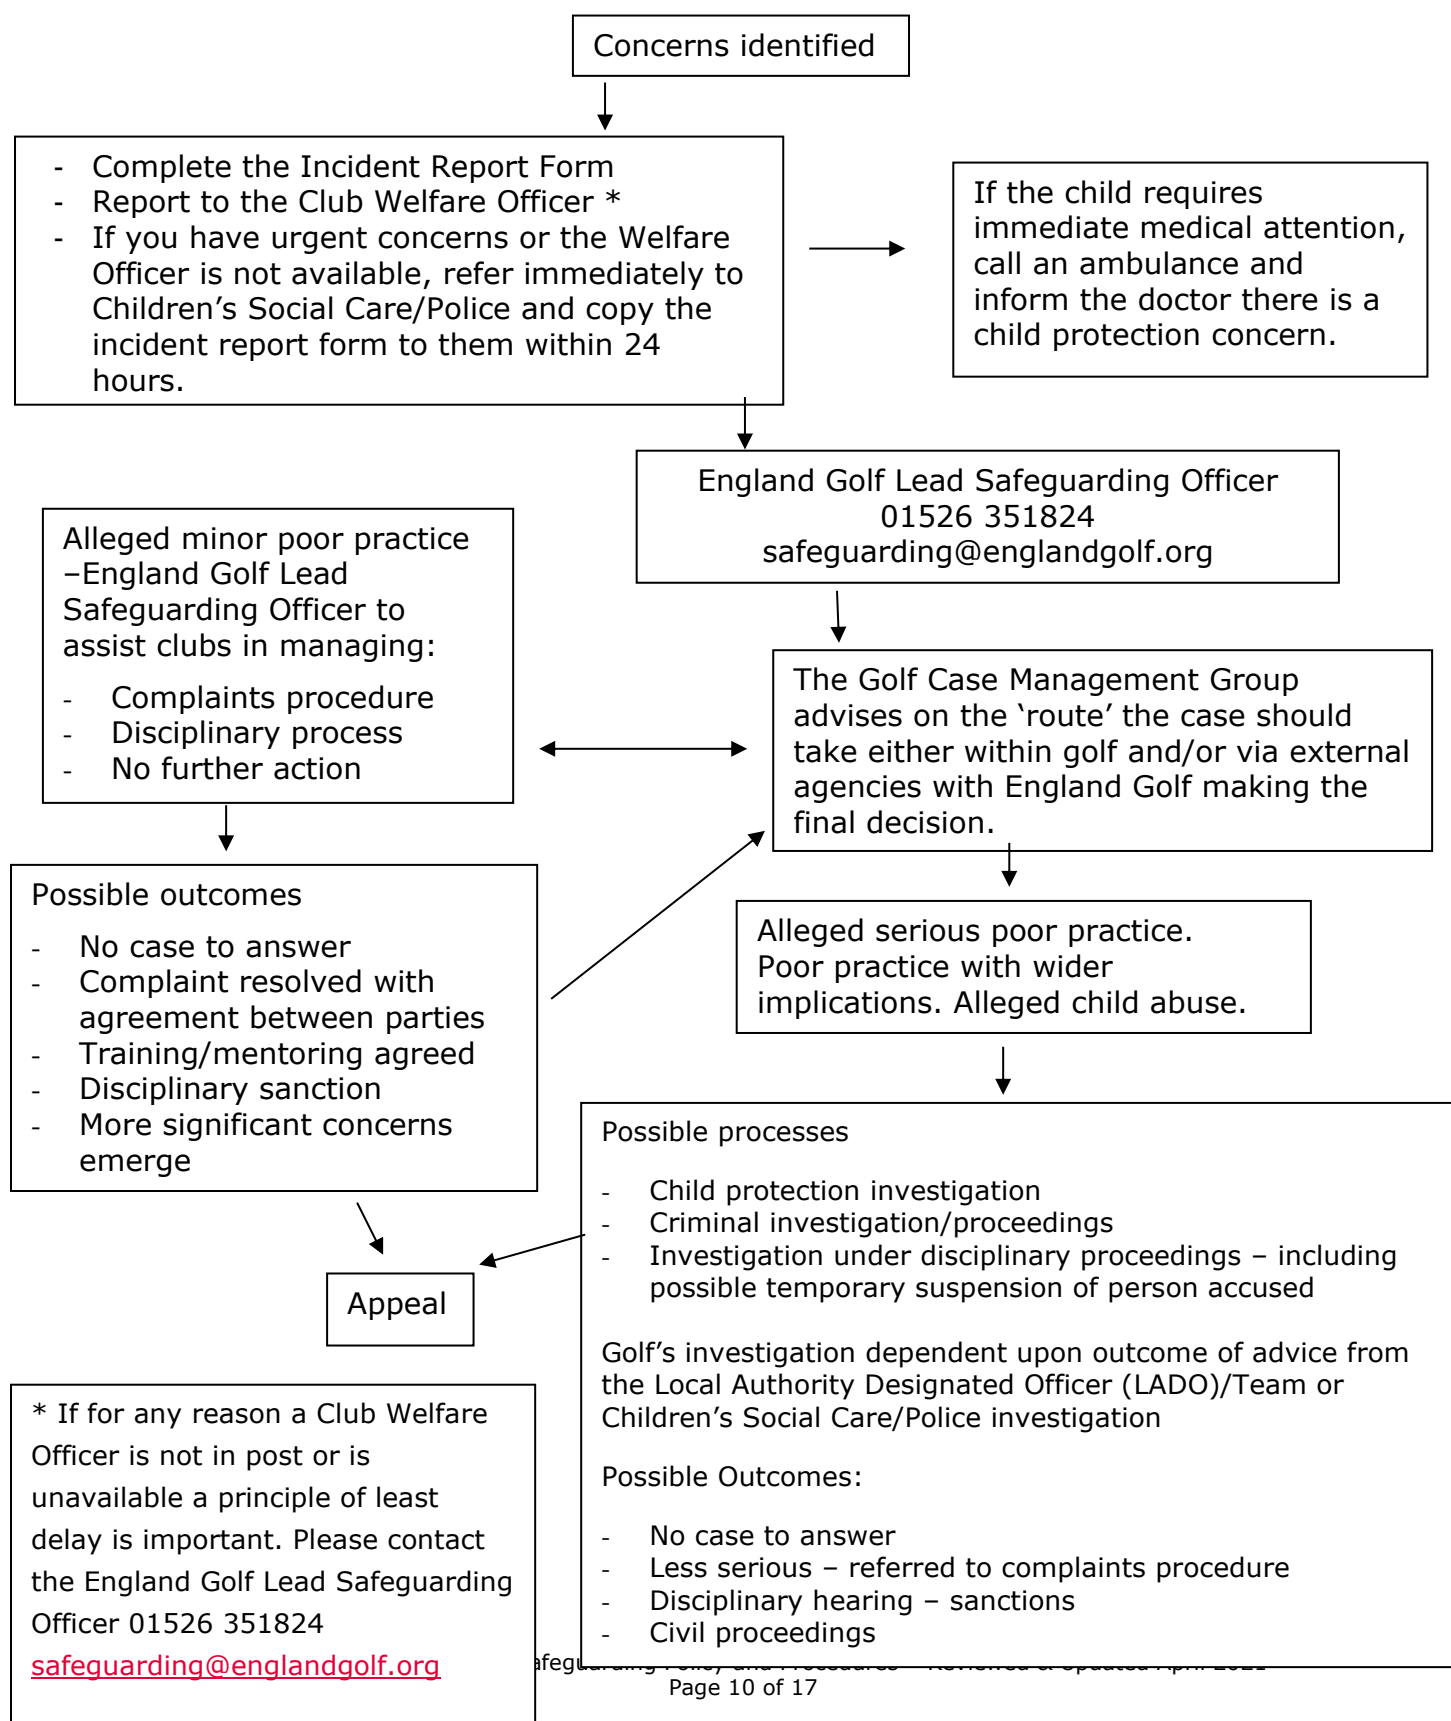 Concerns identified
- Complete the Incident Report Form
- Report to the Club Welfare Officer *
- If you have urgent concerns or the Welfare
Officer is not available, refer immediately to
Children’s Social Care/Police and copy the
incident report form to them within 24
hours.
If the child requires
immediate medical attention,
call an ambulance and
inform the doctor there is a
child protection concern.
England Golf Lead Safeguarding Officer
01526 351824
safeguarding@englandgolf.org
Alleged minor poor practice
–England Golf Lead
Safeguarding Officer to
assist clubs in managing:
- Complaints procedure
- Disciplinary process
- No further action
The Golf Case Management Group
advises on the ‘route’ the case should
take either within golf and/or via external
agencies with England Golf making the
final decision.
Possible outcomes
- No case to answer
- Complaint resolved with
agreement between parties
- Training/mentoring agreed
- Disciplinary sanction
- More significant concerns
emerge
Alleged serious poor practice.
Poor practice with wider
implications. Alleged child abuse.
Possible processes
- Child protection investigation
- Criminal investigation/proceedings
- Investigation under disciplinary proceedings – including
possible temporary suspension of person accused
Golf’s investigation dependent upon outcome of advice from
the Local Authority Designated Officer (LADO)/Team or
Children’s Social Care/Police investigation
Possible Outcomes:
- No case to answer
- Less serious – referred to complaints procedure
- Disciplinary hearing – sanctions
- Civil proceedings
Appeal
* If for any reason a Club Welfare
Officer is not in post or is
unavailable a principle of least
delay is important. Please contact
the England Golf Lead Safeguarding
Officer 01526 351824
safeguarding@englandgolf.org
Policy and Procedures Reviewed & Updated April 2021
Page 10 of 17